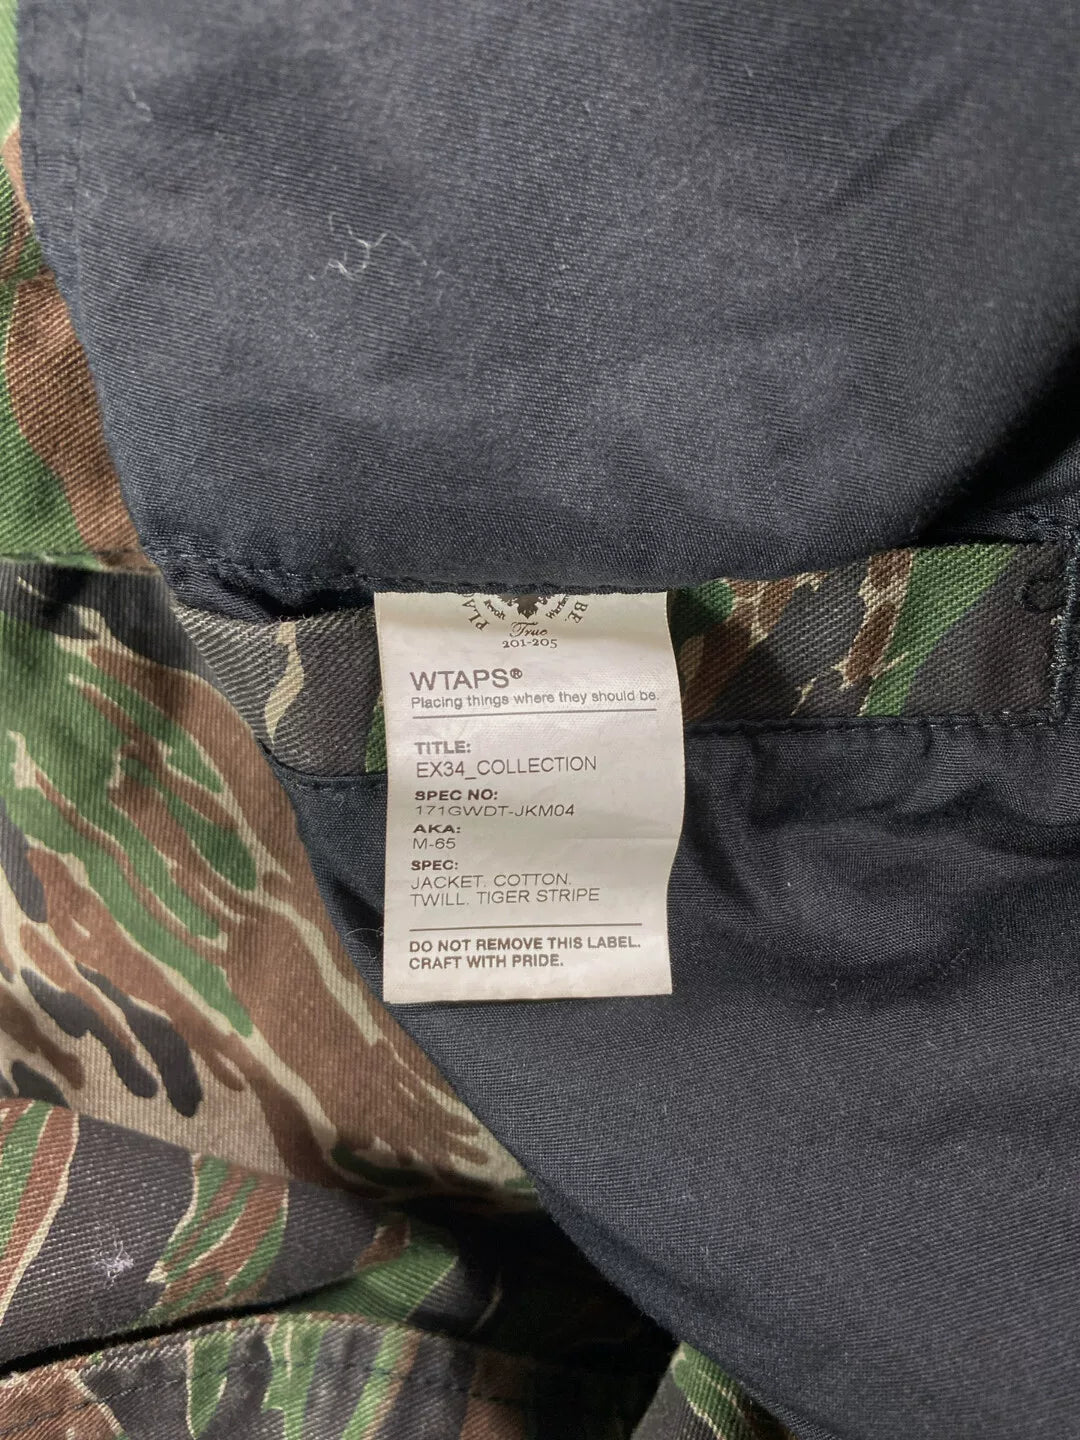 True
201-205
WTAPS®
Placing things where they should be.
TITLE:
EX34_COLLECTION
SPEC NO:
171GWDT-JKM04
AKA:
M-65
SPEC:
JACKET. COTTON.
TWILL. TIGER STRIPE
DO NOT REMOVE THIS LABEL.
CRAFT WITH PRIDE.